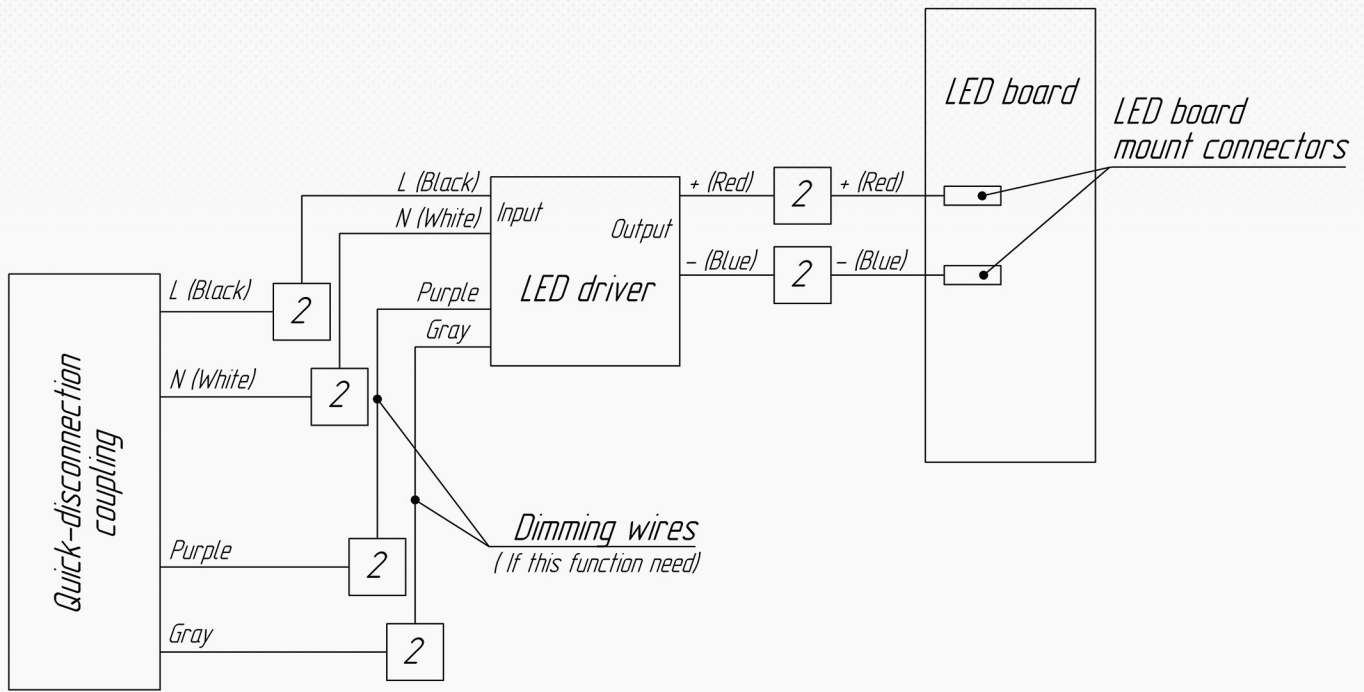 LED board
LED board
mount connectors
L (Black)
+ (Red)
2
+ (Red)
N (White)
Input
Output
- (Blue)
2
- (Blue)
LED driver
Purple
Gray
L (Black)
2
N (White)
2
Quick-disconnection
coupling
Dimming wires
( If this function need)
Purple
2
Gray
2